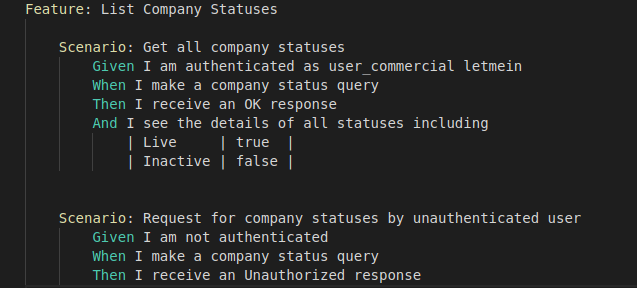 Feature: List Company Statuses
Scenario: Get all company statuses
Given I am authenticated as user_commercial letmein
When I make a company status query
Then I receive an OK response
And I see the details of all statuses including
| Live     | true  |
| Inactive | false |
Scenario: Request for company statuses by unauthenticated user
Given I am not authenticated
When I make a company status query
Then I receive an Unauthorized response